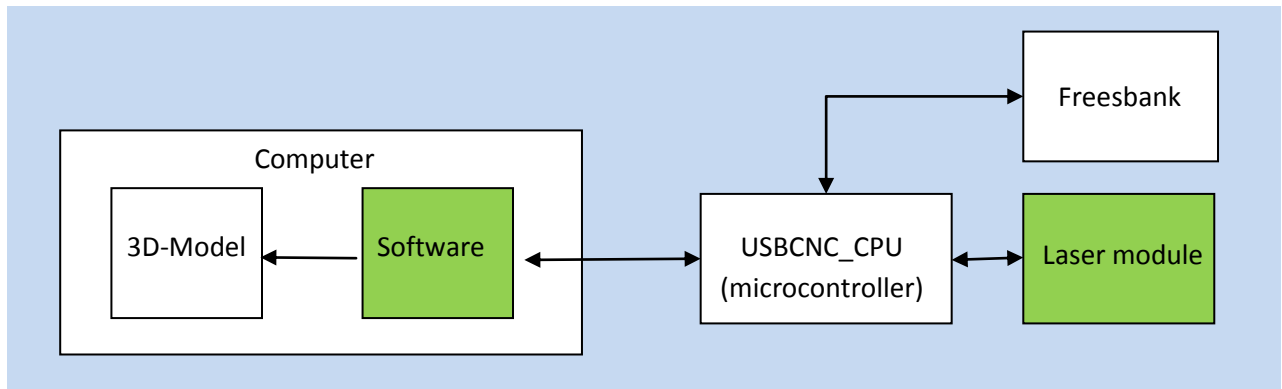 Freesbank
Computer
3D-Model
Software
USBCNC_CPU
(microcontroller)
Laser module